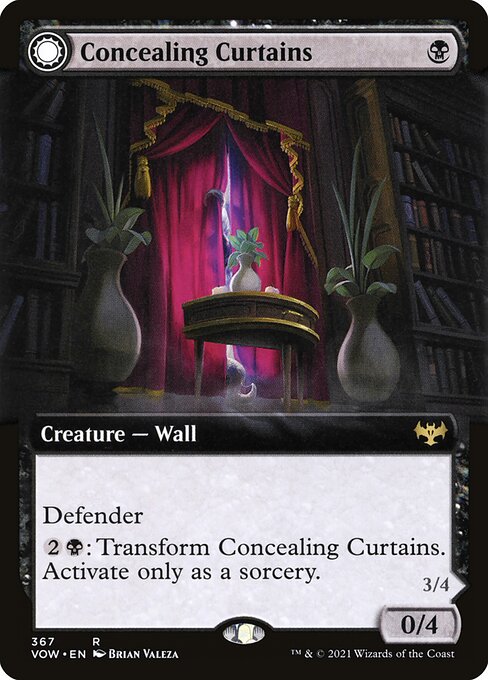 Concealing Curtains
Creature — Wall
Defender
2: Transform Concealing Curtains.
Activate only as a sorcery.
3/4
0/4
367 R
VOW • EN Brian Valeza
™ & © 2021 Wizards of the Coast